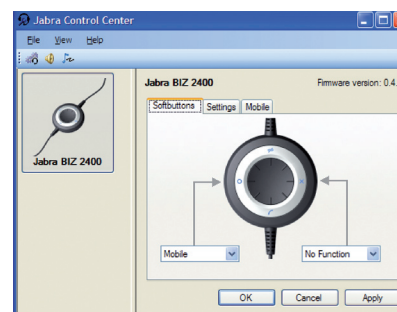 Jabra Control Center
File View Help
Jabra BIZ 2400 Firmware version: 0.4.
Softbuttons Settings Mobile
Jabra BIZ 2400
Mobile No Function
OK Cancel Apply